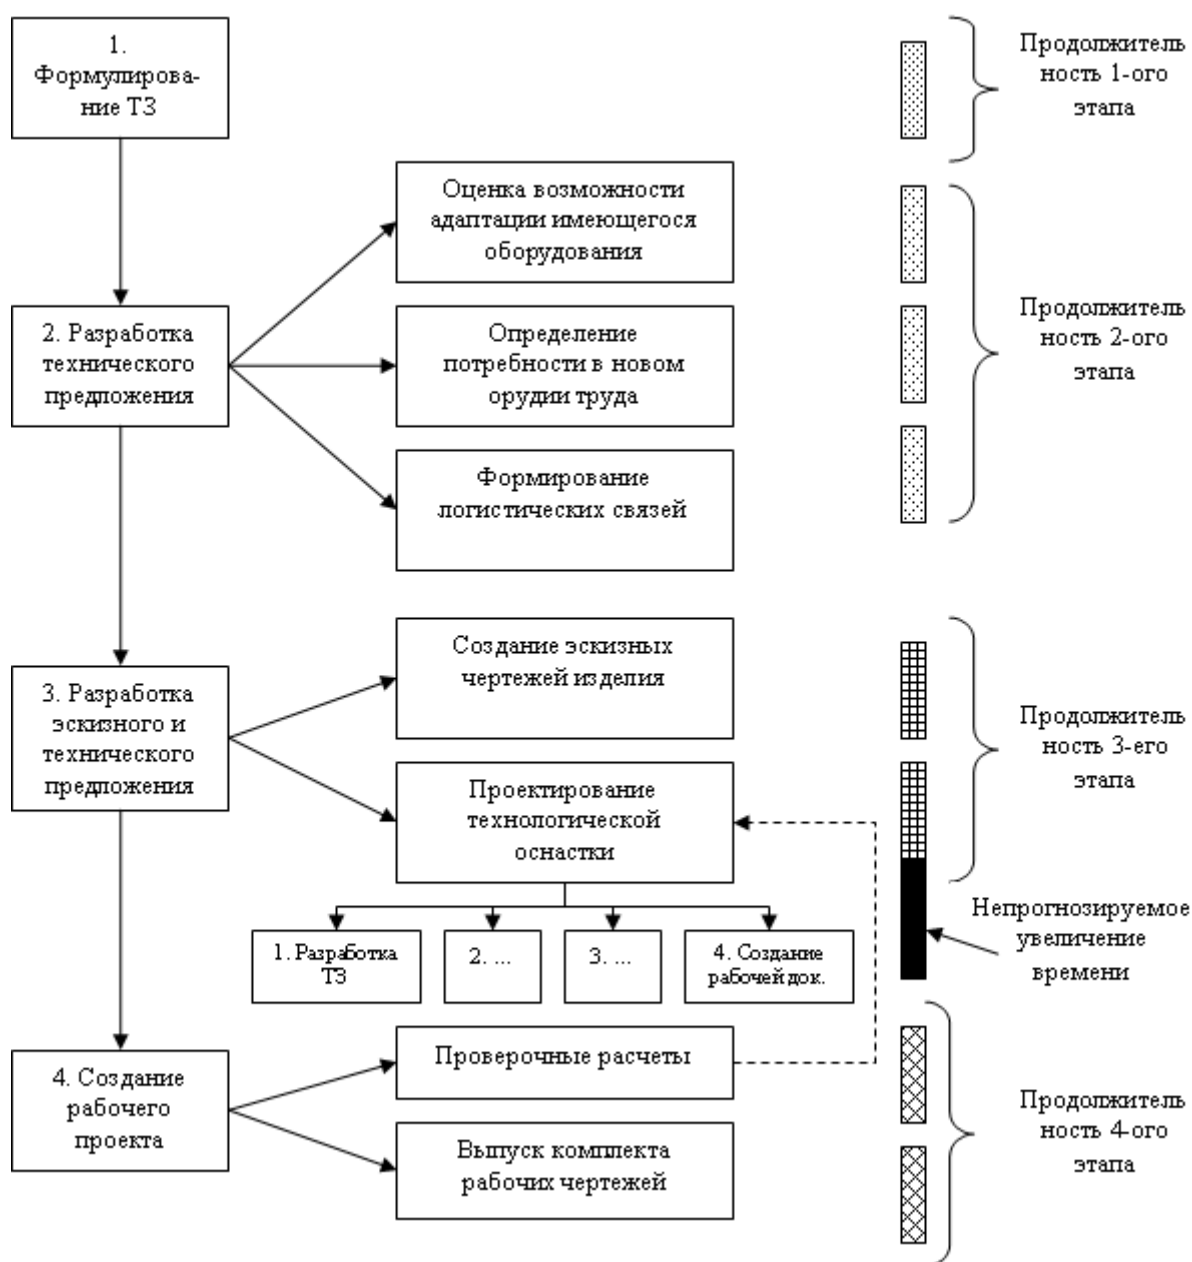 1.
Формулирова-
ние ТЗ
Продолжитель
ность 1-ого
этапа
Оценка возможности
адаптации имеющегося
оборудования
2. Разработка
технического
предложения
Определение
потребности в новом
орудии труда
Продолжитель
ность 2-ого
этапа
Формирование
логистических связей
3. Разработка
эскизного и
технического
предложения
Создание эскизных
чертежей изделия
Продолжитель
ность 3-его
этапа
Проектирование
технологической
оснастки
1. Разработка
ТЗ
2. ...
3. ...
4. Создание
рабочей док.
Непрогнозируемое
увеличение
времени
4. Создание
рабочего
проекта
Проверочные расчеты
Выпуск комплекта
рабочих чертежей
Продолжитель
ность 4-ого
этапа